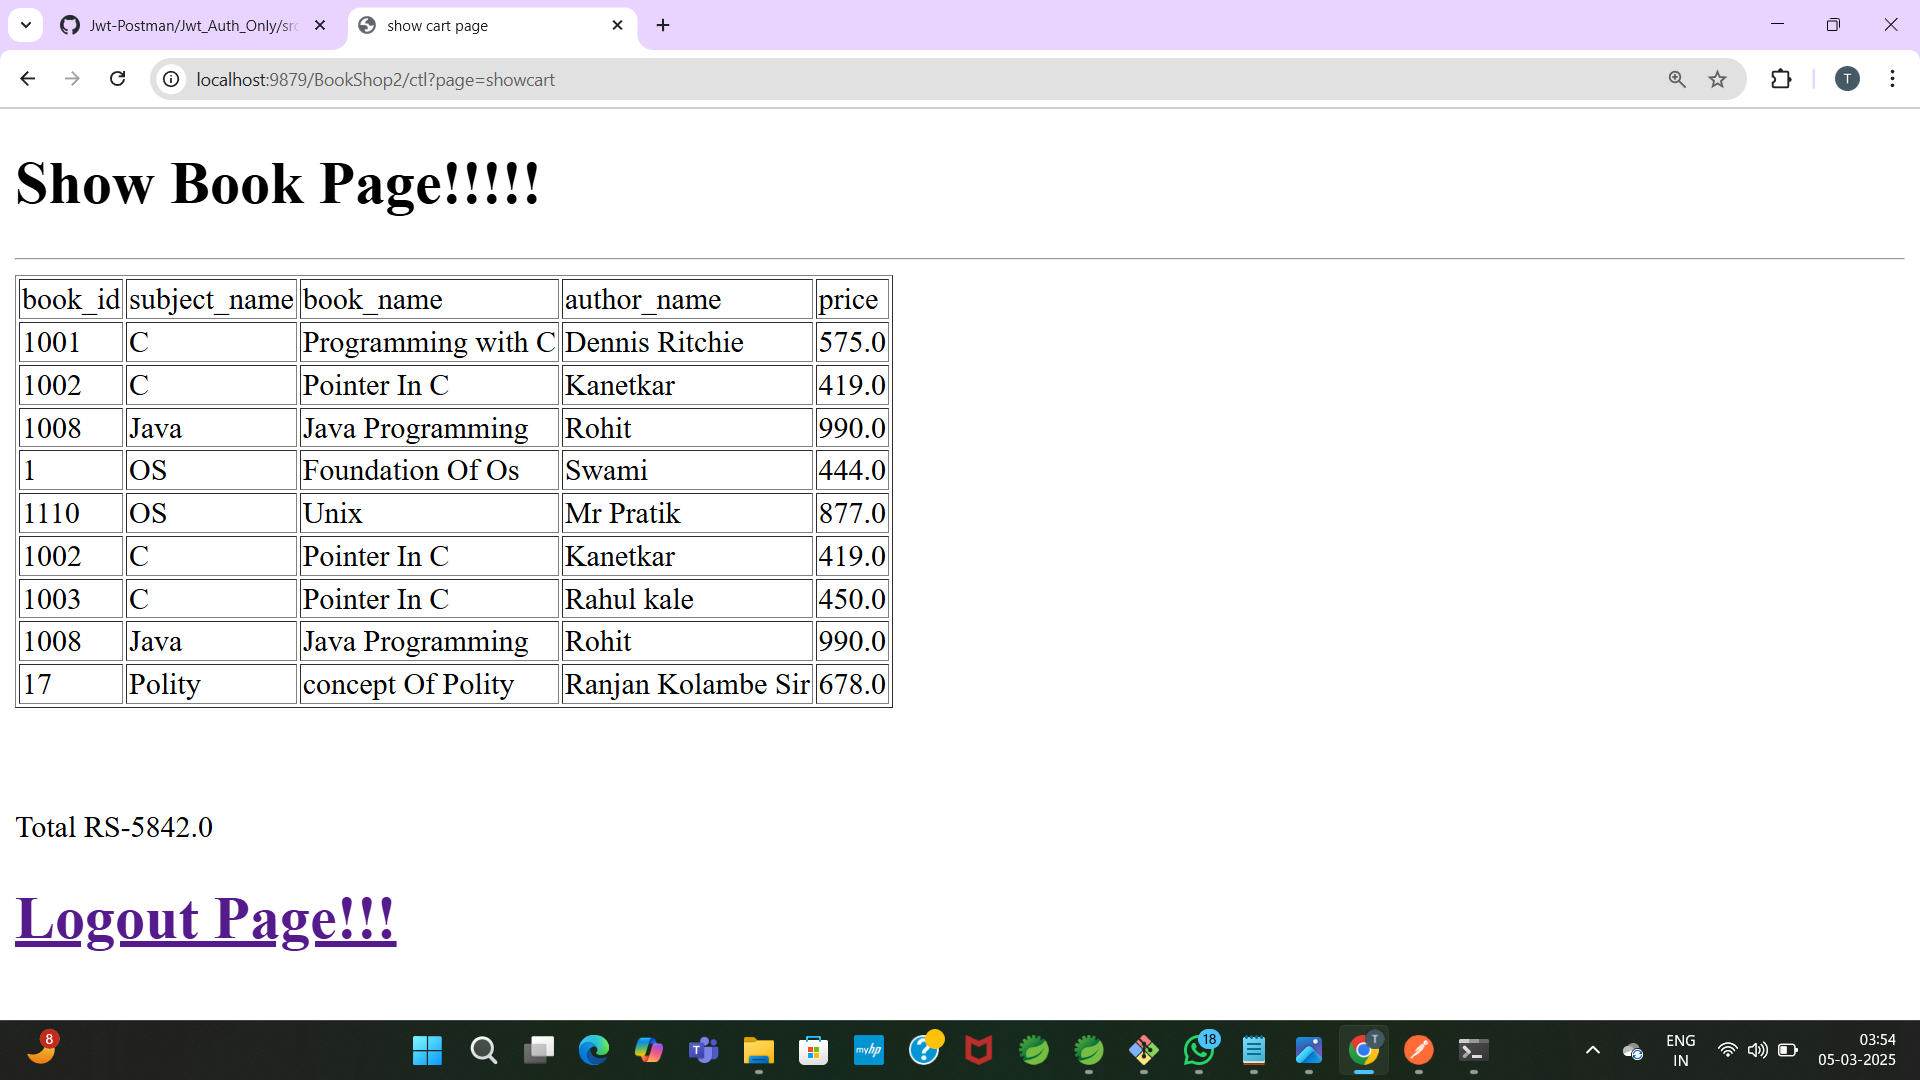 Jwt-Postman/Jwt_Auth_Only/src
show cart page
localhost:9879/BookShop2/ctl?page=showcart
T
Show Book Page!!!!!
book_id subject_name book_name author_name price
1001 C Programming with C Dennis Ritchie 575.0
1002 C Pointer In C Kanetkar 419.0
1008 Java Java Programming Rohit 990.0
1 OS Foundation Of Os Swami 444.0
1110 OS Unix Mr Pratik 877.0
1002 C Pointer In C Kanetkar 419.0
1003 C Pointer In C Rahul kale 450.0
1008 Java Java Programming Rohit 990.0
17 Polity concept Of Polity Ranjan Kolambe Sir 678.0
Total RS-5842.0
Logout Page!!!
8
myhp
18
T
ENG
IN
03:54
05-03-2025